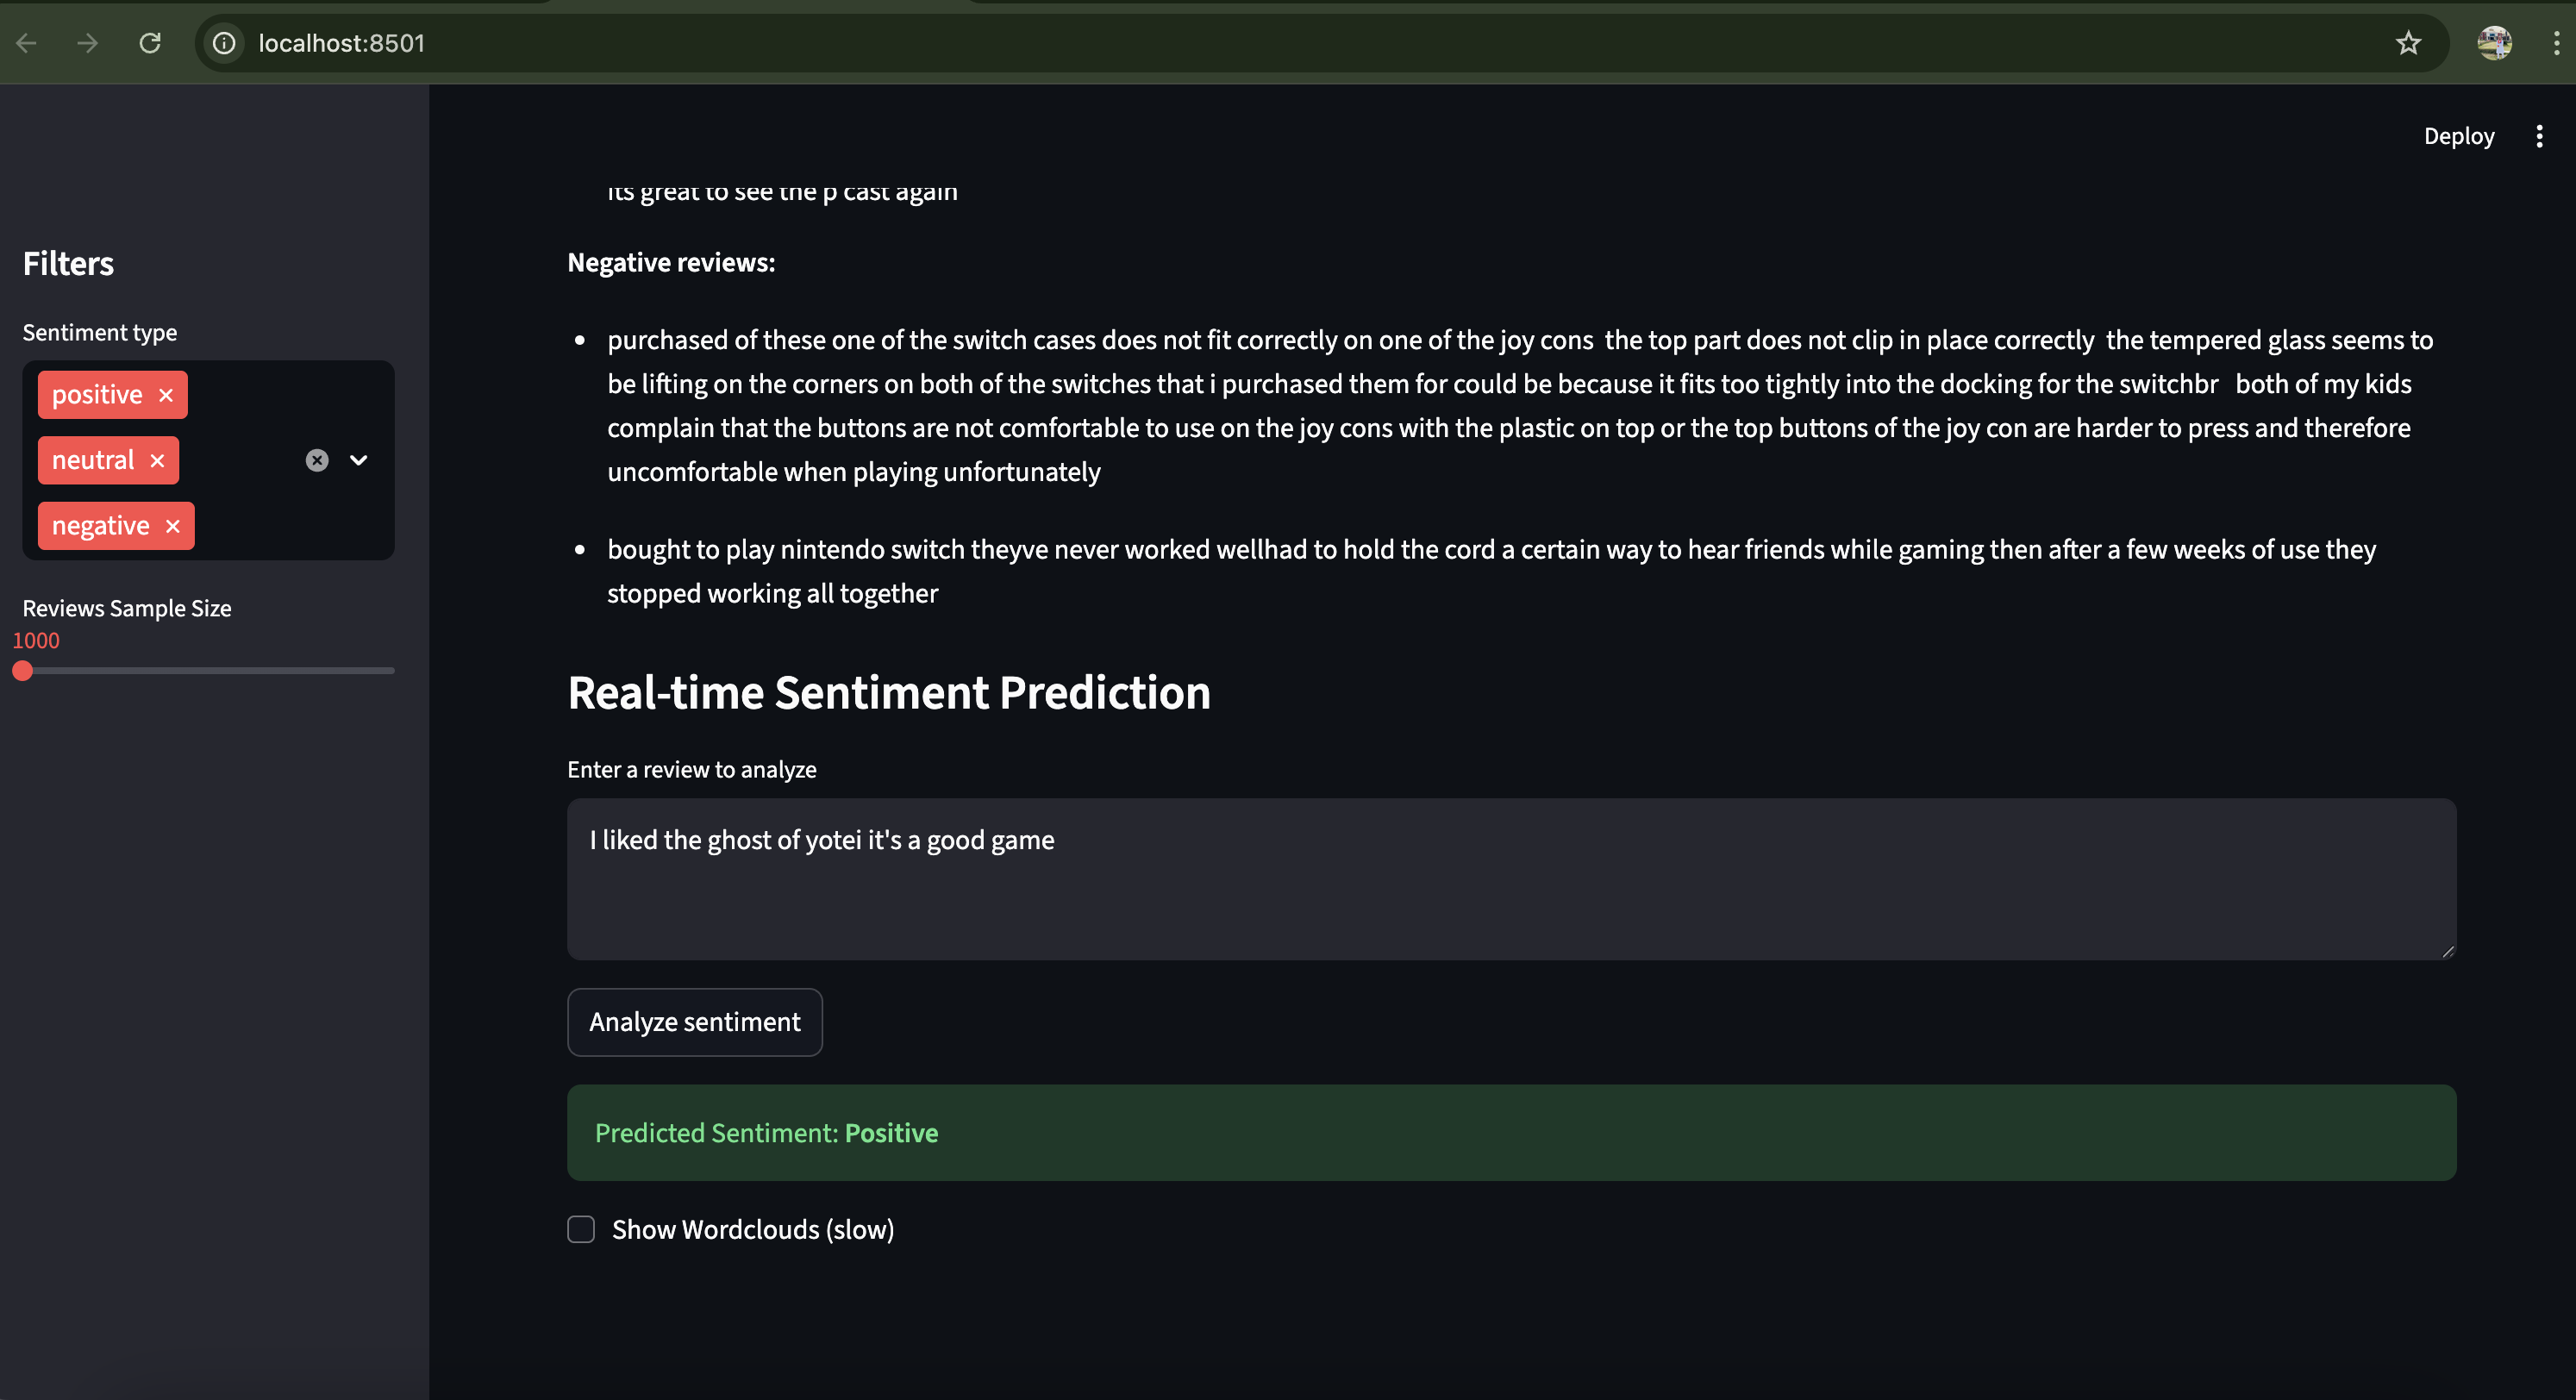 localhost:8501
Deploy
its great to see the p cast again
Filters
Sentiment type
positive
neutral
negative
Reviews Sample Size
1000
Negative reviews:
purchased of these one of the switch cases does not fit correctly on one of the joy cons  the top part does not clip in place correctly  the tempered glass seems to
be lifting on the corners on both of the switches that i purchased them for could be because it fits too tightly into the docking for the switchbr   both of my kids
complain that the buttons are not comfortable to use on the joy cons with the plastic on top or the top buttons of the joy con are harder to press and therefore
uncomfortable when playing unfortunately
bought to play nintendo switch theyve never worked wellhad to hold the cord a certain way to hear friends while gaming then after a few weeks of use they
stopped working all together
Real-time Sentiment Prediction
Enter a review to analyze
I liked the ghost of yotei it's a good game
Analyze sentiment
Predicted Sentiment: Positive
Show Wordclouds (slow)